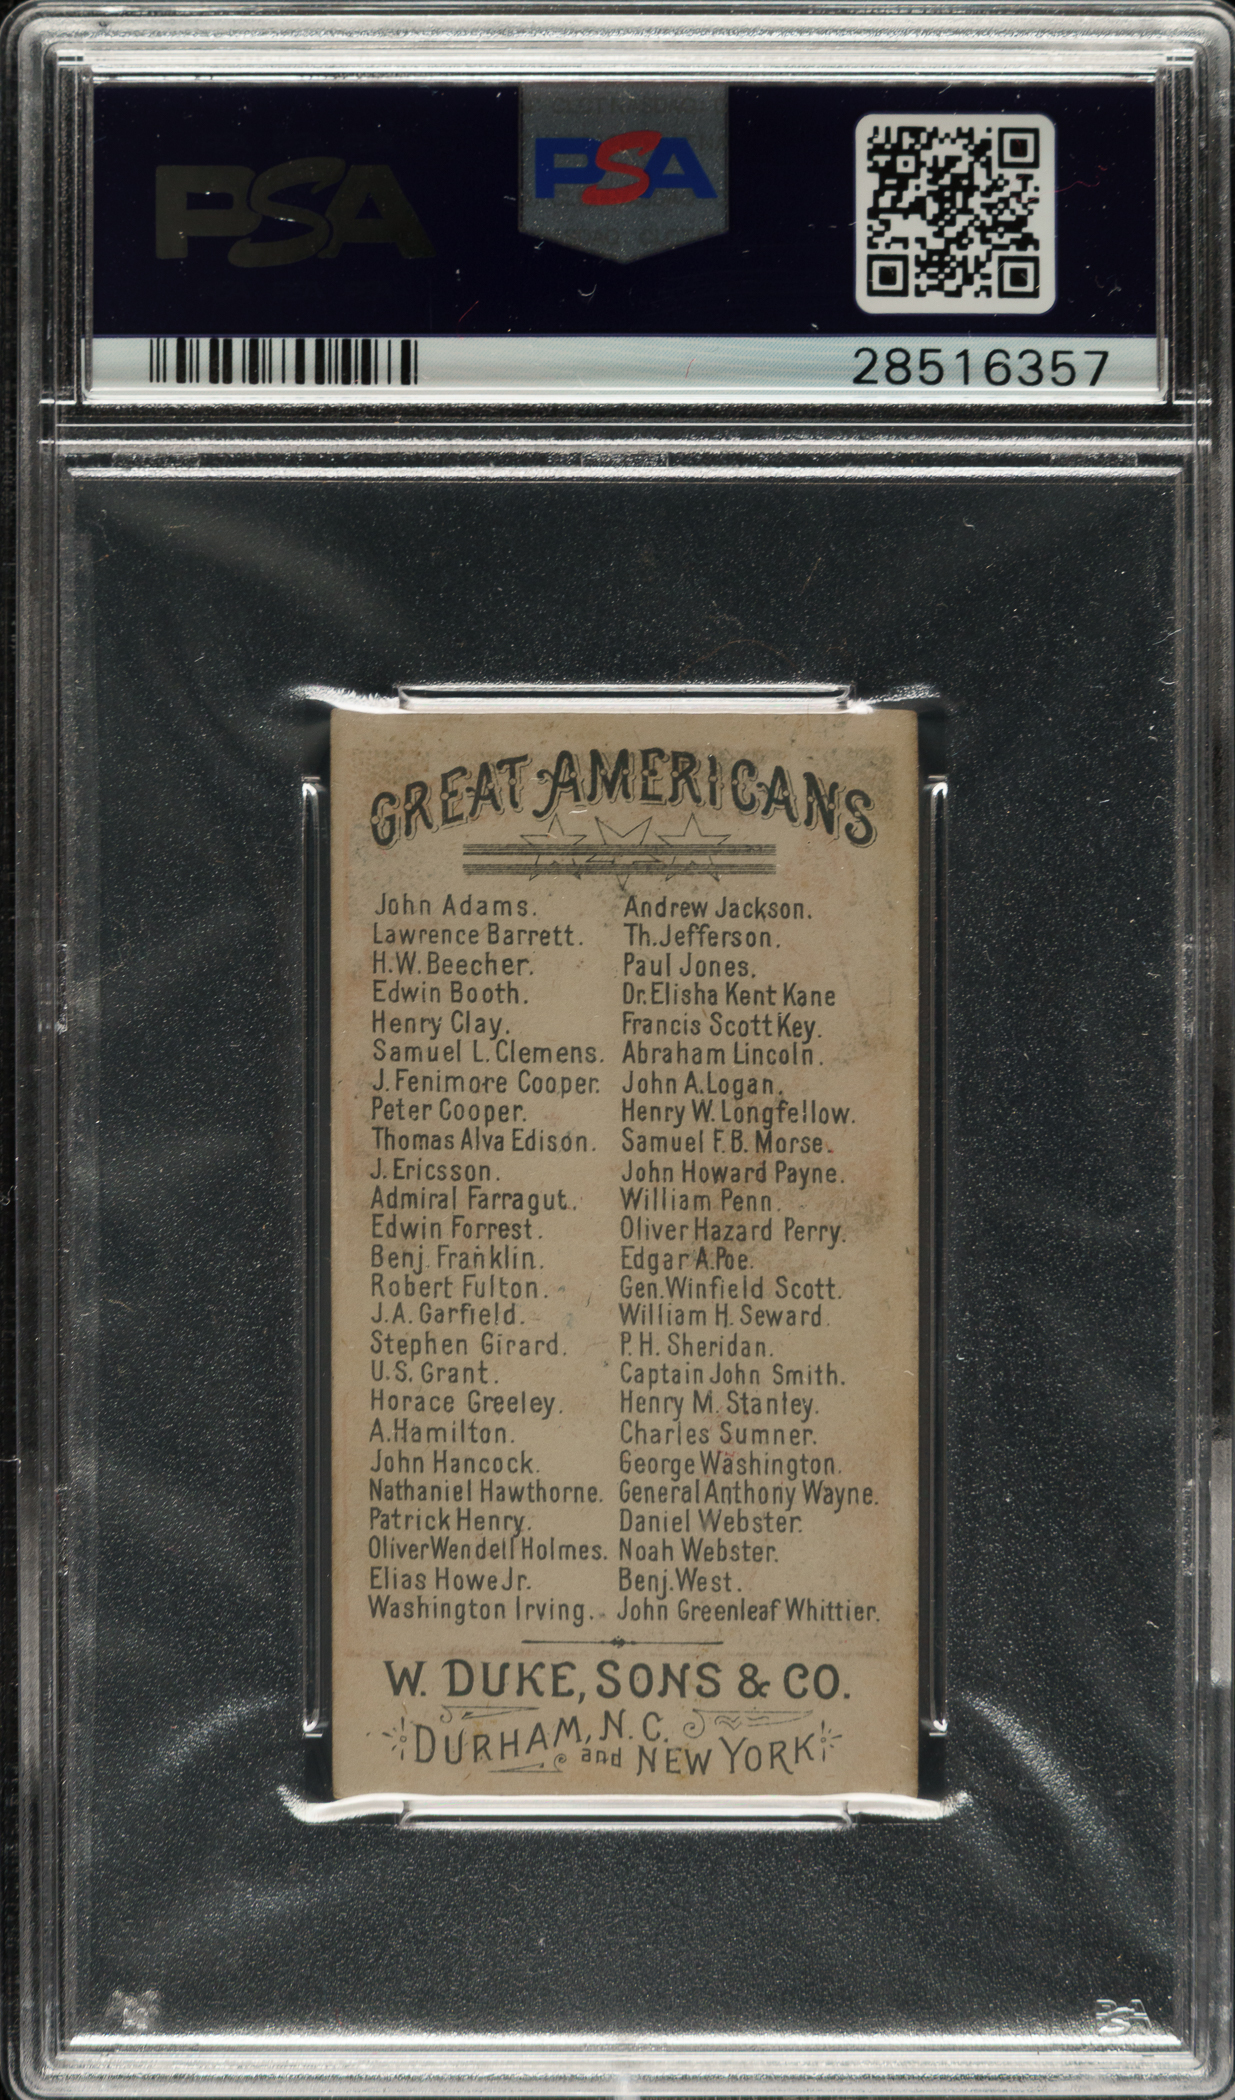 PSA
PSA
28516357
GREAT AMERICANS
John Adams.
Lawrence Barrett.
H.W. Beecher.
Edwin Booth.
Henry Clay.
Samuel L. Clemens.
J. Fenimore Cooper.
Peter Cooper.
Thomas Alva Edison.
J. Ericsson.
Admiral Farragut.
Edwin Forrest.
Benj. Franklin.
Robert Fulton.
J.A. Garfield.
Stephen Girard.
U.S. Grant.
Horace Greeley.
A. Hamilton.
John Hancock.
Nathaniel Hawthorne.
Patrick Henry.
Oliver Wendell Holmes.
Elias Howe Jr.
Washington Irving.
Andrew Jackson.
Th. Jefferson.
Paul Jones.
Dr. Elisha Kent Kane
Francis Scott Key.
Abraham Lincoln.
John A. Logan.
Henry W. Longfellow.
Samuel F.B. Morse.
John Howard Payne.
William Penn.
Oliver Hazard Perry.
Edgar A. Poe.
Gen. Winfield Scott.
William H. Seward.
P.H. Sheridan.
Captain John Smith.
Henry M. Stanley.
Charles Sumner.
George Washington.
General Anthony Wayne.
Daniel Webster.
Noah Webster.
Benj. West.
John Greenleaf Whittier.
W. DUKE, SONS & CO.
DURHAM, N.C.
and NEW YORK
PSA